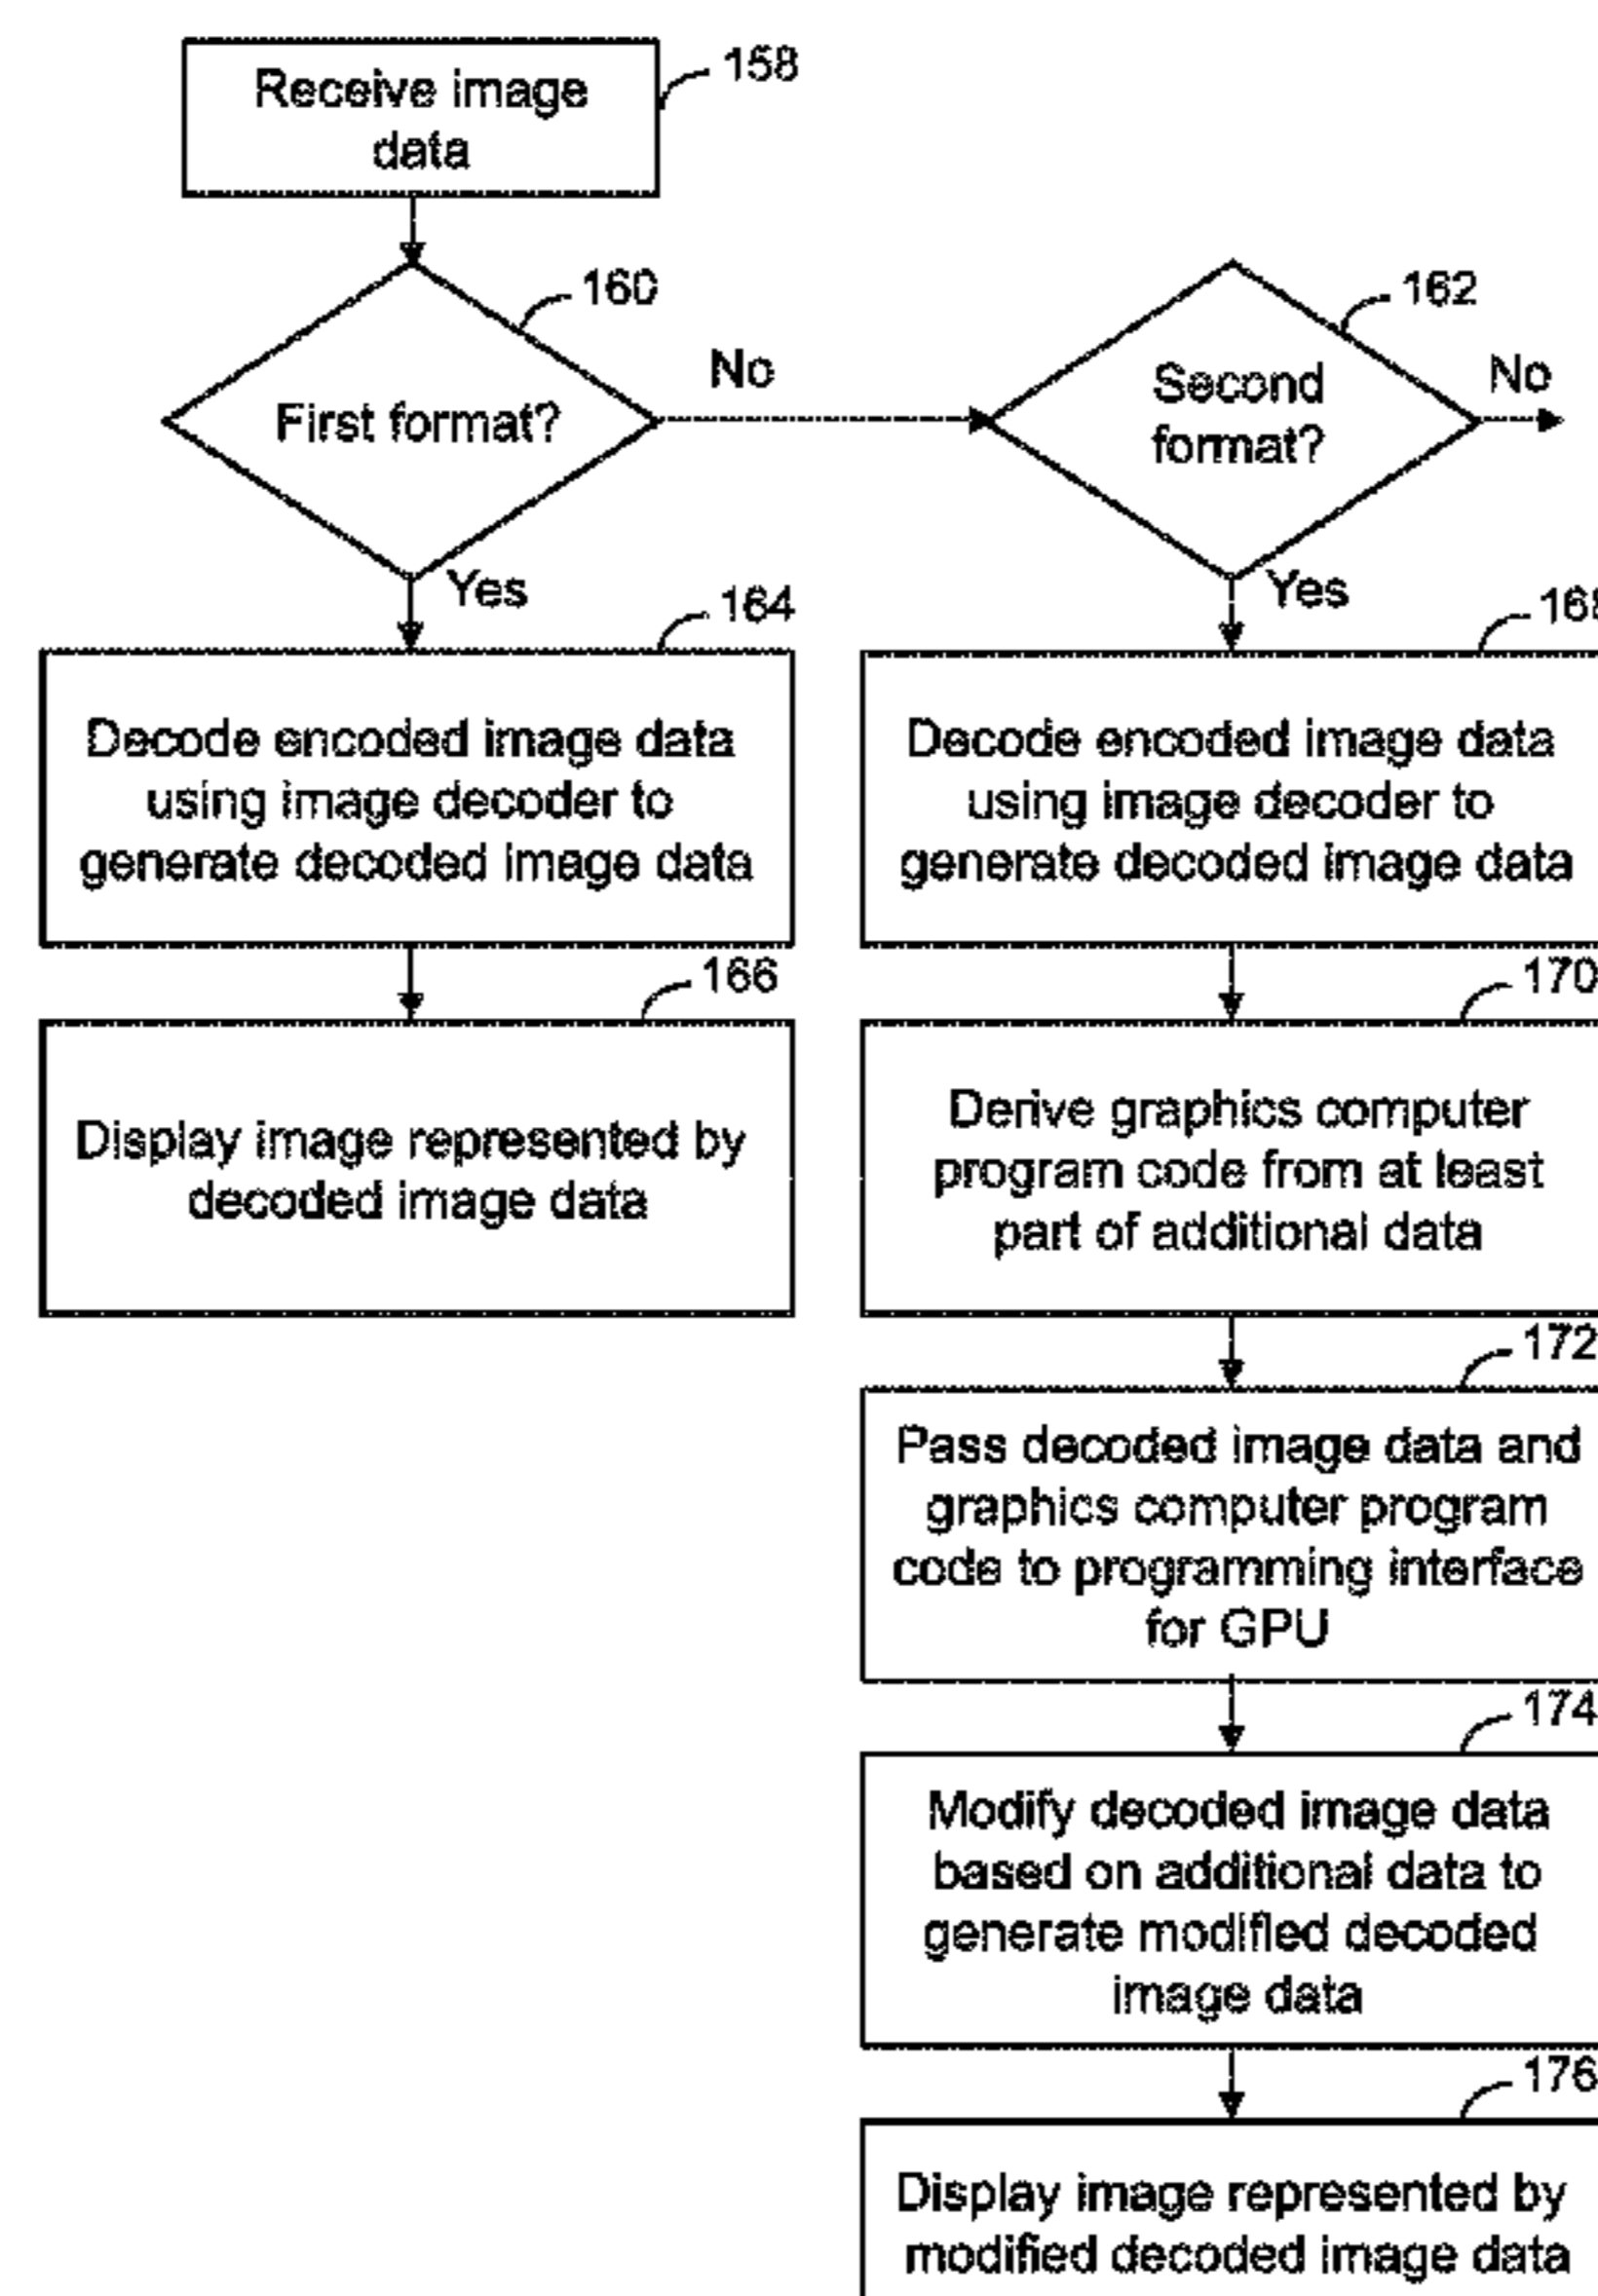 Receive image
data
158
First format?
160
No
Second
format?
162
No
Yes
164
Decode encoded image data
using image decoder to
generate decoded image data
166
Display image represented by
decoded image data
Yes
168
Decode encoded image data
using image decoder to
generate decoded image data
170
Derive graphics computer
program code from at least
part of additional data
172
Pass decoded image data and
graphics computer program
code to programming interface
for GPU
174
Modify decoded image data
based on additional data to
generate modified decoded
image data
176
Display image represented by
modified decoded image data